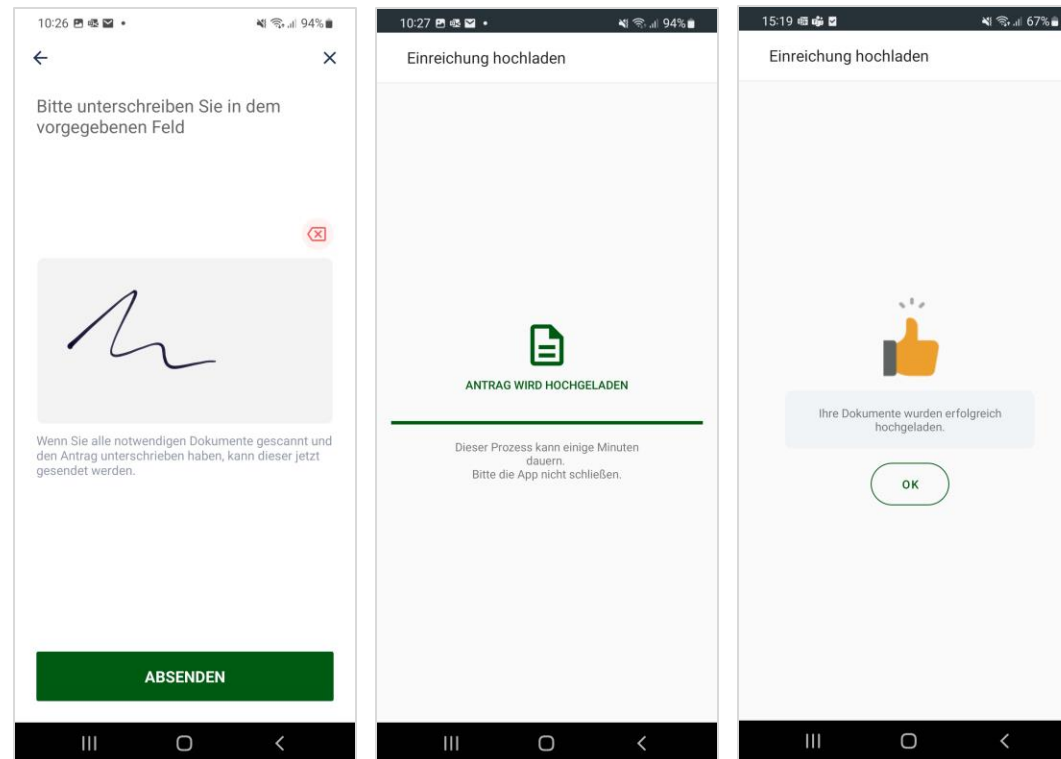 10:26
94%
Bitte unterschreiben Sie in dem
vorgegebenen Feld
Wenn Sie alle notwendigen Dokumente gescannt und
den Antrag unterschrieben haben, kann dieser jetzt
gesendet werden.
ABSENDEN
10:27
94%
Einreichung hochladen
ANTRAG WIRD HOCHGELADEN
Dieser Prozess kann einige Minuten
dauern.
Bitte die App nicht schließen.
15:19
67%
Einreichung hochladen
Ihre Dokumente wurden erfolgreich
hochgeladen.
OK